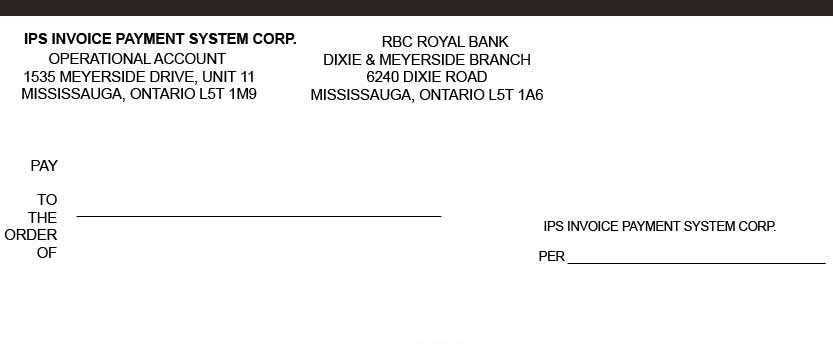 IPS INVOICE PAYMENT SYSTEM CORP.
OPERATIONAL ACCOUNT
1535 MEYERSIDE DRIVE, UNIT 11
MISSISSAUGA, ONTARIO L5T 1M9
RBC ROYAL BANK
DIXIE & MEYERSIDE BRANCH
6240 DIXIE ROAD
MISSISSAUGA, ONTARIO L5T 1A6
PAY
TO
THE
ORDER
OF
IPS INVOICE PAYMENT SYSTEM CORP.
PER